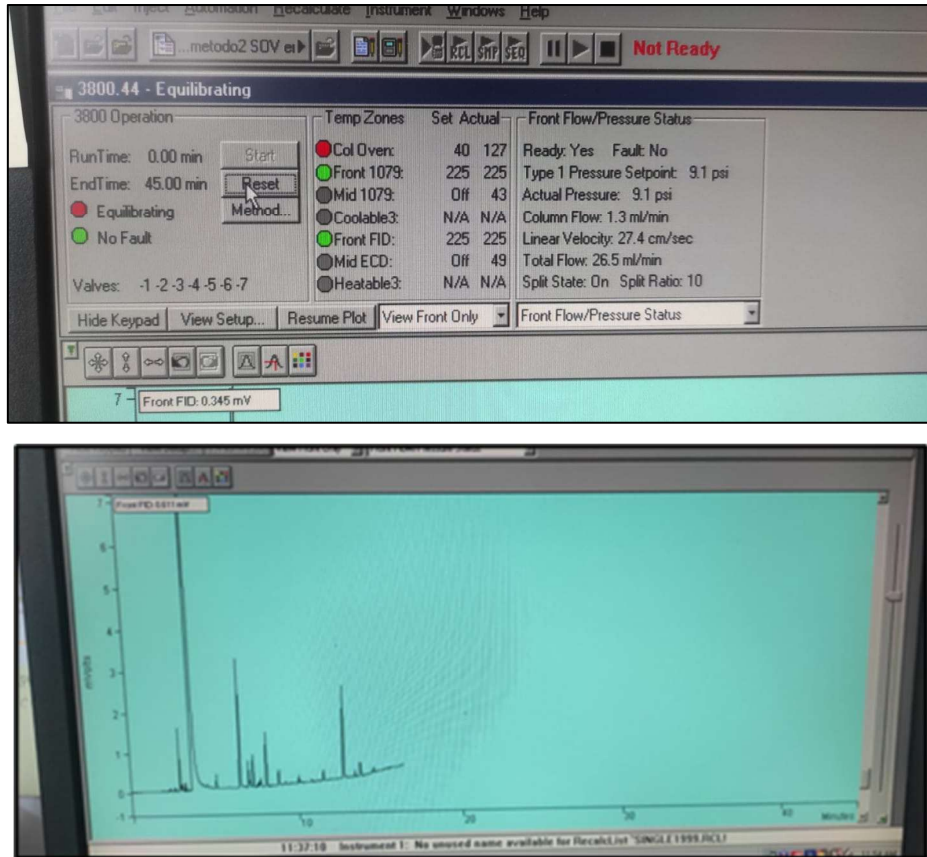 Inject Automation Recalculate Instrument Windows Help
...metodo2 SOV en RCL SMP SEQ Not Ready
3800.44 - Equilibrating
3800 Operation
RunTime: 0.00 min Start
EndTime: 45.00 min Reset
Equilibrating Method...
No Fault
Valves: -1 -2 -3 -4 -5 -6 -7
Temp Zones Set Actual
Col Oven: 40 127
Front 1079: 225 225
Mid 1079: Off 43
Coolable3: N/A N/A
Front FID: 225 225
Mid ECD: Off 49
Heatable3: N/A N/A
Front Flow/Pressure Status
Ready: Yes Fault: No
Type 1 Pressure Setpoint: 9.1 psi
Actual Pressure: 9.1 psi
Column Flow: 1.3 ml/min
Linear Velocity: 27.4 cm/sec
Total Flow: 26.5 ml/min
Split State: On Split Ratio: 10
Hide Keypad View Setup... Resume Plot View Front Only Front Flow/Pressure Status
7
Front FID: 0.345 mV
7
6
5
4
3
2
1
0
-1
mVolts
10 20 30 40 Minutes
11:37:10 Instrument 1: No unused name available for RecalcList "SINGLE1999.RCL!